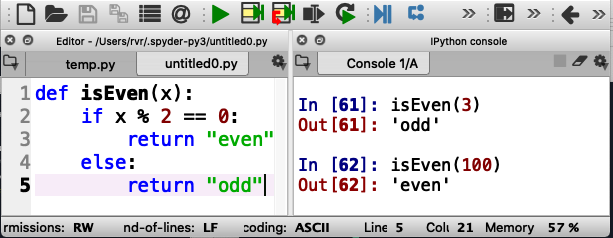 Editor - /Users/rvr/.spyder-py3/untitled0.py
temp.py
untitled0.py
1 def isEven(x):
2     if x % 2 == 0:
3         return "even"
4     else:
5         return "odd"
IPython console
Console 1/A
In [61]: isEven(3)
Out[61]: 'odd'
In [62]: isEven(100)
Out[62]: 'even'
rmissions: RW nd-of-lines: LF coding: ASCII Line 5 Colu 21 Memory 57 %